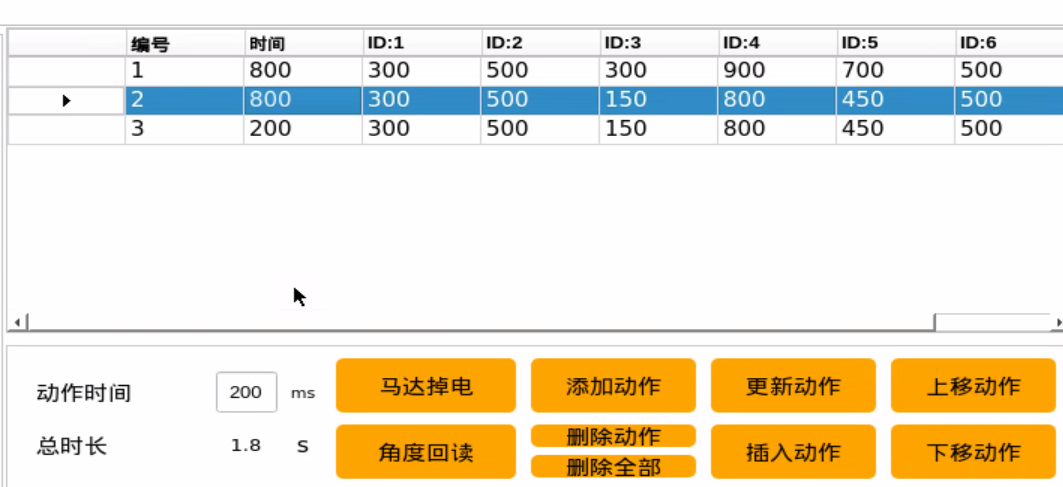 编号 时间 ID:1 ID:2 ID:3 ID:4 ID:5 ID:6
1 800 300 500 300 900 700 500
2 800 300 500 150 800 450 500
3 200 300 500 150 800 450 500
动作时间 200 ms 马达掉电 添加动作 更新动作 上移动作
总时长 1.8 s 角度回读 删除动作 插入动作 下移动作
删除全部